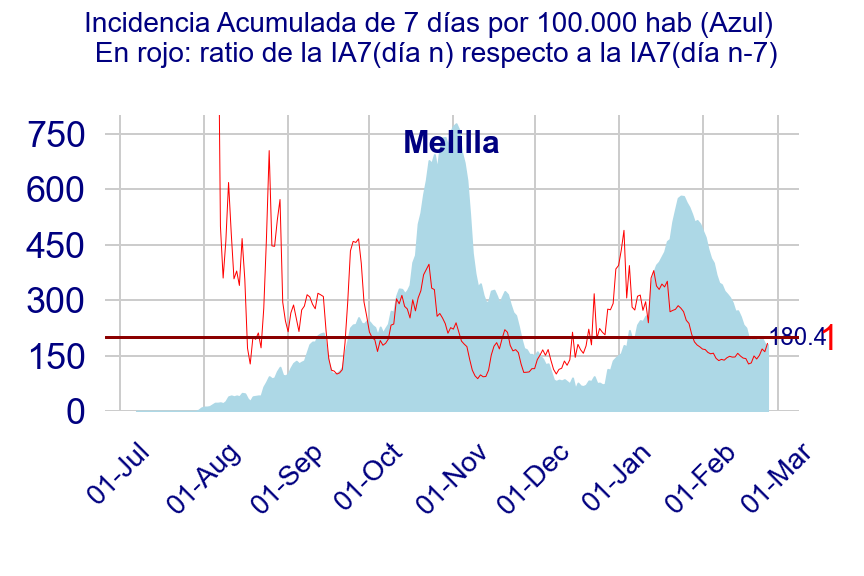 Incidencia Acumulada de 7 días por 100.000 hab (Azul)
En rojo: ratio de la IA7(día n) respecto a la IA7(día n-7)
Melilla
750
600
450
300
150
0
180.4
1
01-Jul
01-Aug
01-Sep
01-Oct
01-Nov
01-Dec
01-Jan
01-Feb
01-Mar